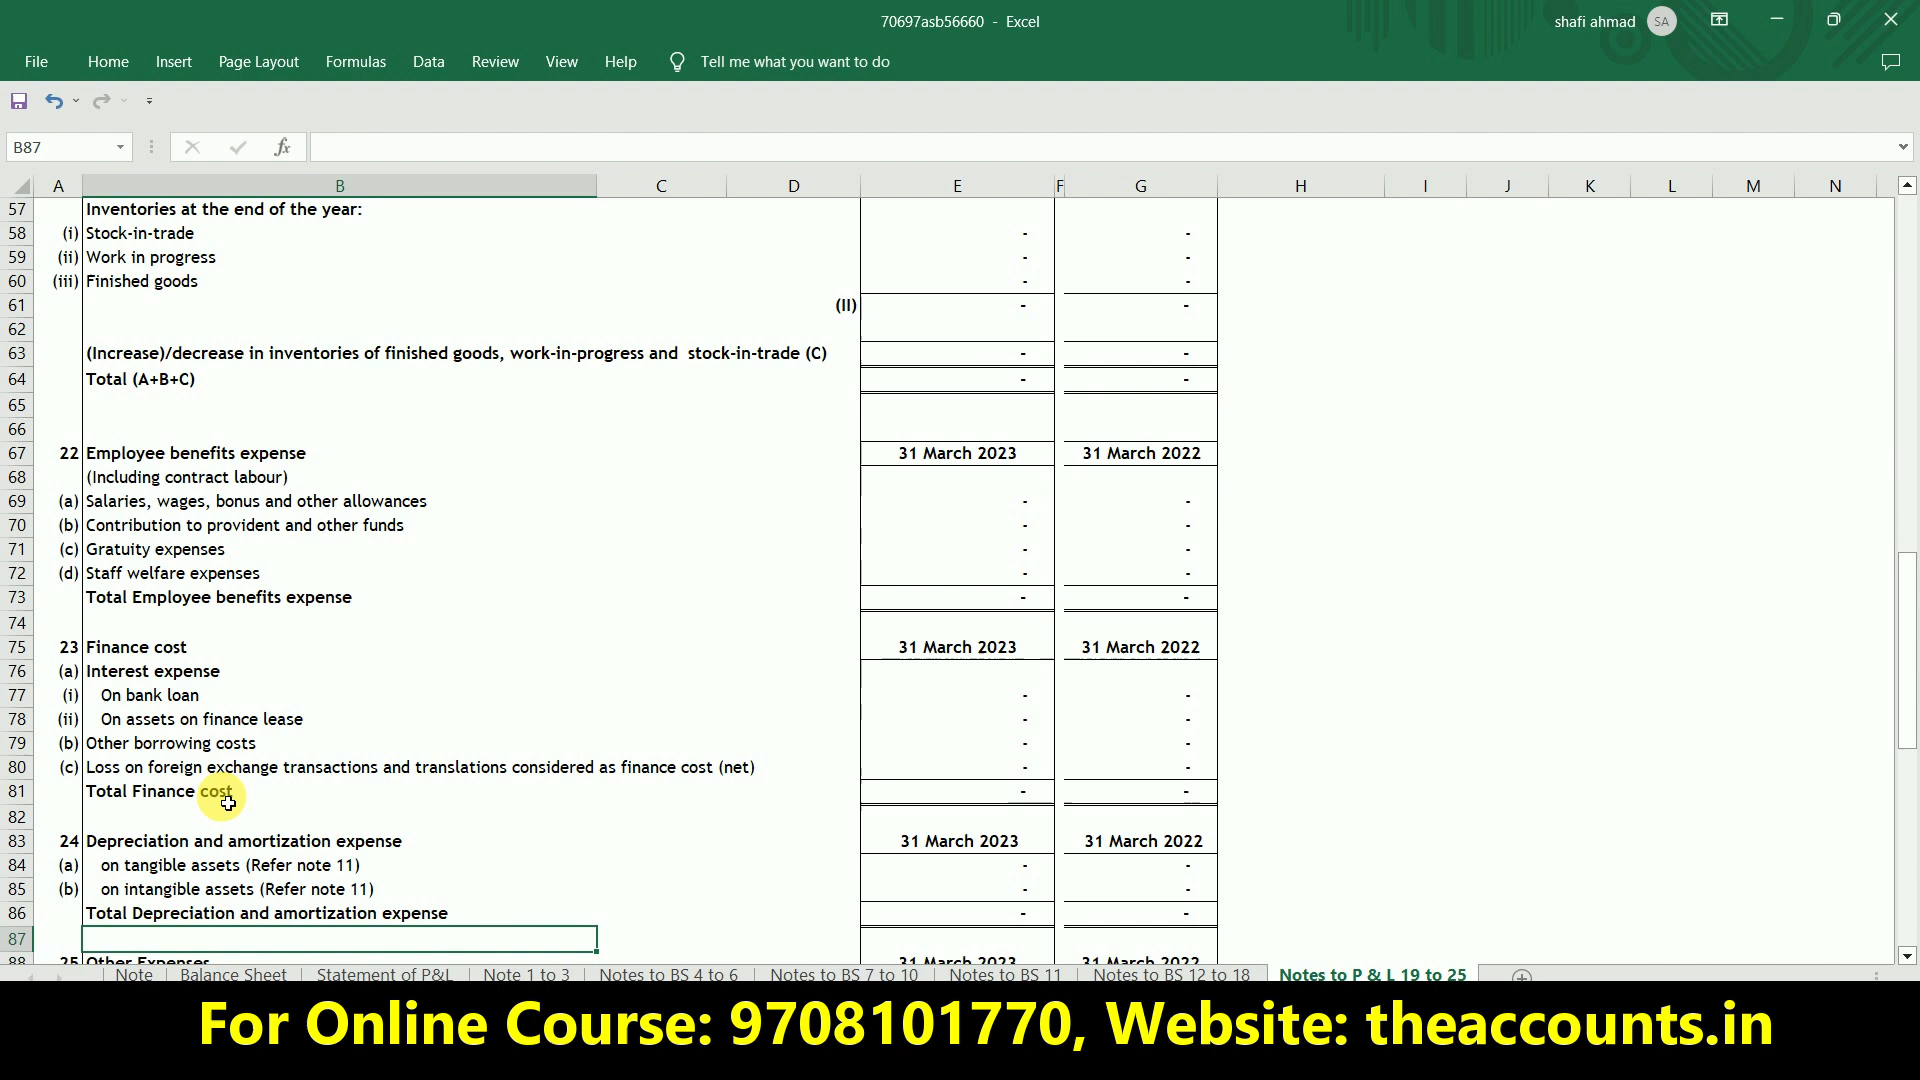 70697asb56660 - Excel
shafi ahmad SA
File Home Insert Page Layout Formulas Data Review View Help Tell me what you want to do
B87 fx
A B C D E F G H I J K L M N
57 Inventories at the end of the year:
58 (i) Stock-in-trade - -
59 (ii) Work in progress - -
60 (iii) Finished goods - -
61 (II) - -
62
63 (Increase)/decrease in inventories of finished goods, work-in-progress and stock-in-trade (C) - -
64 Total (A+B+C) - -
65
66
67 22 Employee benefits expense 31 March 2023 31 March 2022
68 (Including contract labour)
69 (a) Salaries, wages, bonus and other allowances - -
70 (b) Contribution to provident and other funds - -
71 (c) Gratuity expenses - -
72 (d) Staff welfare expenses - -
73 Total Employee benefits expense - -
74
75 23 Finance cost 31 March 2023 31 March 2022
76 (a) Interest expense
77 (i) On bank loan - -
78 (ii) On assets on finance lease - -
79 (b) Other borrowing costs - -
80 (c) Loss on foreign exchange transactions and translations considered as finance cost (net) - -
81 Total Finance cost - -
82
83 24 Depreciation and amortization expense 31 March 2023 31 March 2022
84 (a) on tangible assets (Refer note 11) - -
85 (b) on intangible assets (Refer note 11) - -
86 Total Depreciation and amortization expense - -
87
88 25 Other Expenses 31 March 2023 31 March 2022
Note Balance Sheet Statement of P&L Note 1 to 3 Notes to BS 4 to 6 Notes to BS 7 to 10 Notes to BS 11 Notes to BS 12 to 18 Notes to P & L 19 to 25
For Online Course: 9708101770, Website: theaccounts.in